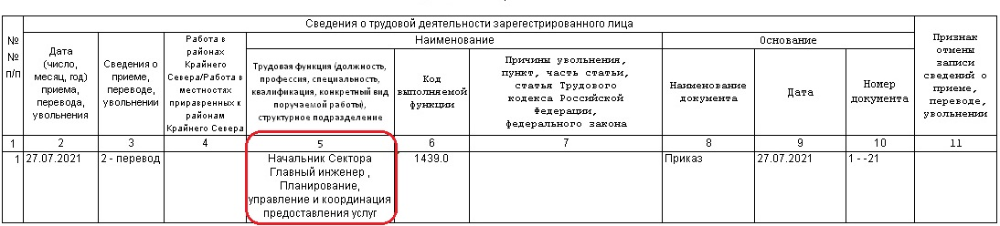 Сведения о трудовой деятельности зарегестрированного лица
№
№
п/п
Дата
(число,
месяц, год)
приема,
перевода,
увольнения
Сведения о
приеме,
переводе,
увольнении
Работа в
районах
Крайнего
Севера/Работа в
местностях
приравренных к
районам
Крайнего Севера
Наименование
Трудовая функция (должность,
профессия, специальность,
квалификация, конкретный вид
поручаемой работы),
структурное подразделение
Код
выполняемой
функции
Причины увольнения,
пункт, часть статьи,
статья Трудового
кодекса Российской
Федерации,
федерального закона
Основание
Наименование
документа
Дата
Номер
документа
Признак
отмены
записи
сведений о
приеме,
переводе,
увольнении
1 2 3 4 5 6 7 8 9 10 11
1 27.07.2021 2 - перевод
Начальник Сектора
Главный инженер ,
Планирование,
управление и координация
предоставления услуг
1439.0
Приказ
27.07.2021
1 - -21